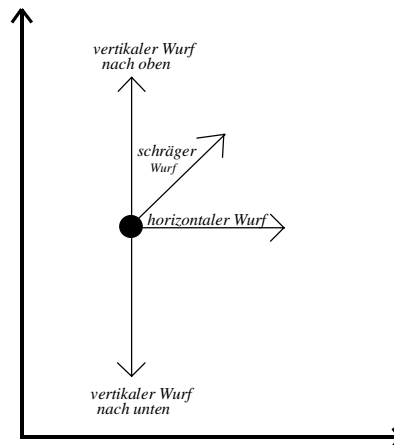 vertikaler Wurf
nach oben
schräger
Wurf
horizontaler Wurf
vertikaler Wurf
nach unten